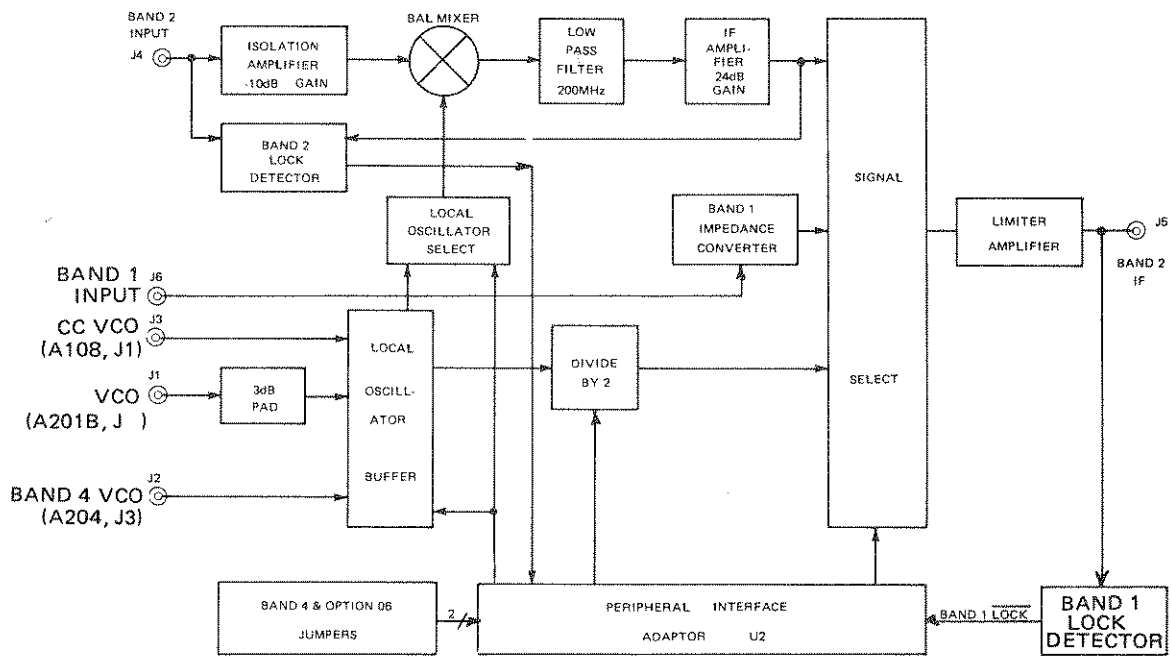 BAND 2
INPUT
J4
ISOLATION
AMPLIFIER
-10dB GAIN
BAL MIXER
LOW
PASS
FILTER
200MHz
IF
AMPLI-
FIER
24dB
GAIN
BAND 2
LOCK
DETECTOR
LOCAL
OSCILLATOR
SELECT
BAND 1
IMPEDANCE
CONVERTER
SIGNAL
SELECT
LIMITER
AMPLIFIER
J5
BAND 2
IF
BAND 1
INPUT
J6
CC VCO
(A108, J1)
J3
VCO
(A201B, J )
J1
3dB
PAD
BAND 4 VCO
(A204, J3)
J2
LOCAL
OSCILL-
ATOR
BUFFER
DIVIDE
BY 2
BAND 4 & OPTION 06
JUMPERS
2
PERIPHERAL INTERFACE
ADAPTOR U2
BAND 1 LOCK
BAND 1
LOCK
DETECTOR